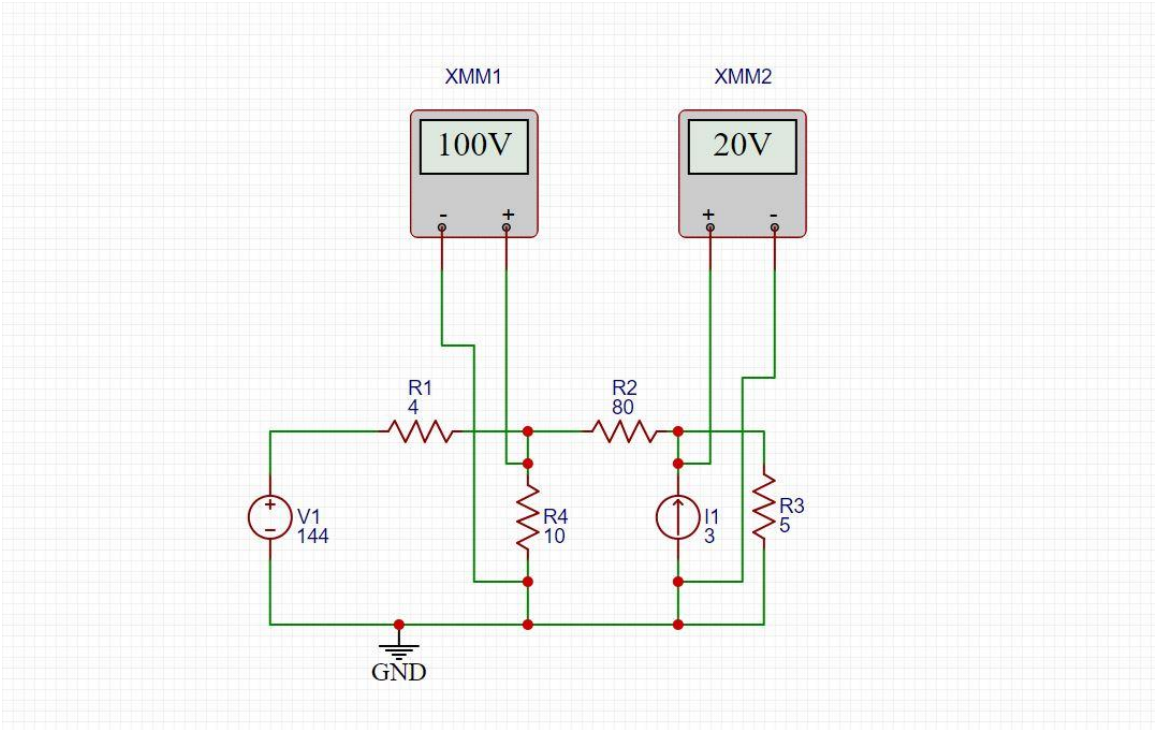 XMM1
XMM2
100V
20V
- +
+ -
R1
4
R2
80
+
-
V1
144
R4
10
I1
3
R3
5
GND